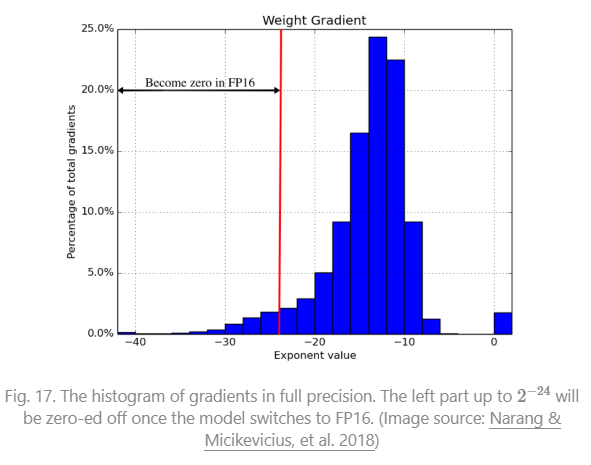 Weight Gradient
25.0%
Become zero in FP16
20.0%
15.0%
10.0%
5.0%
0.0%
Percentage of total gradients
−40 −30 −20 −10 0
Exponent value
Fig. 17. The histogram of gradients in full precision. The left part up to 2⁻²⁴ will
be zero-ed off once the model switches to FP16. (Image source: Narang &
Micikevicius, et al. 2018)